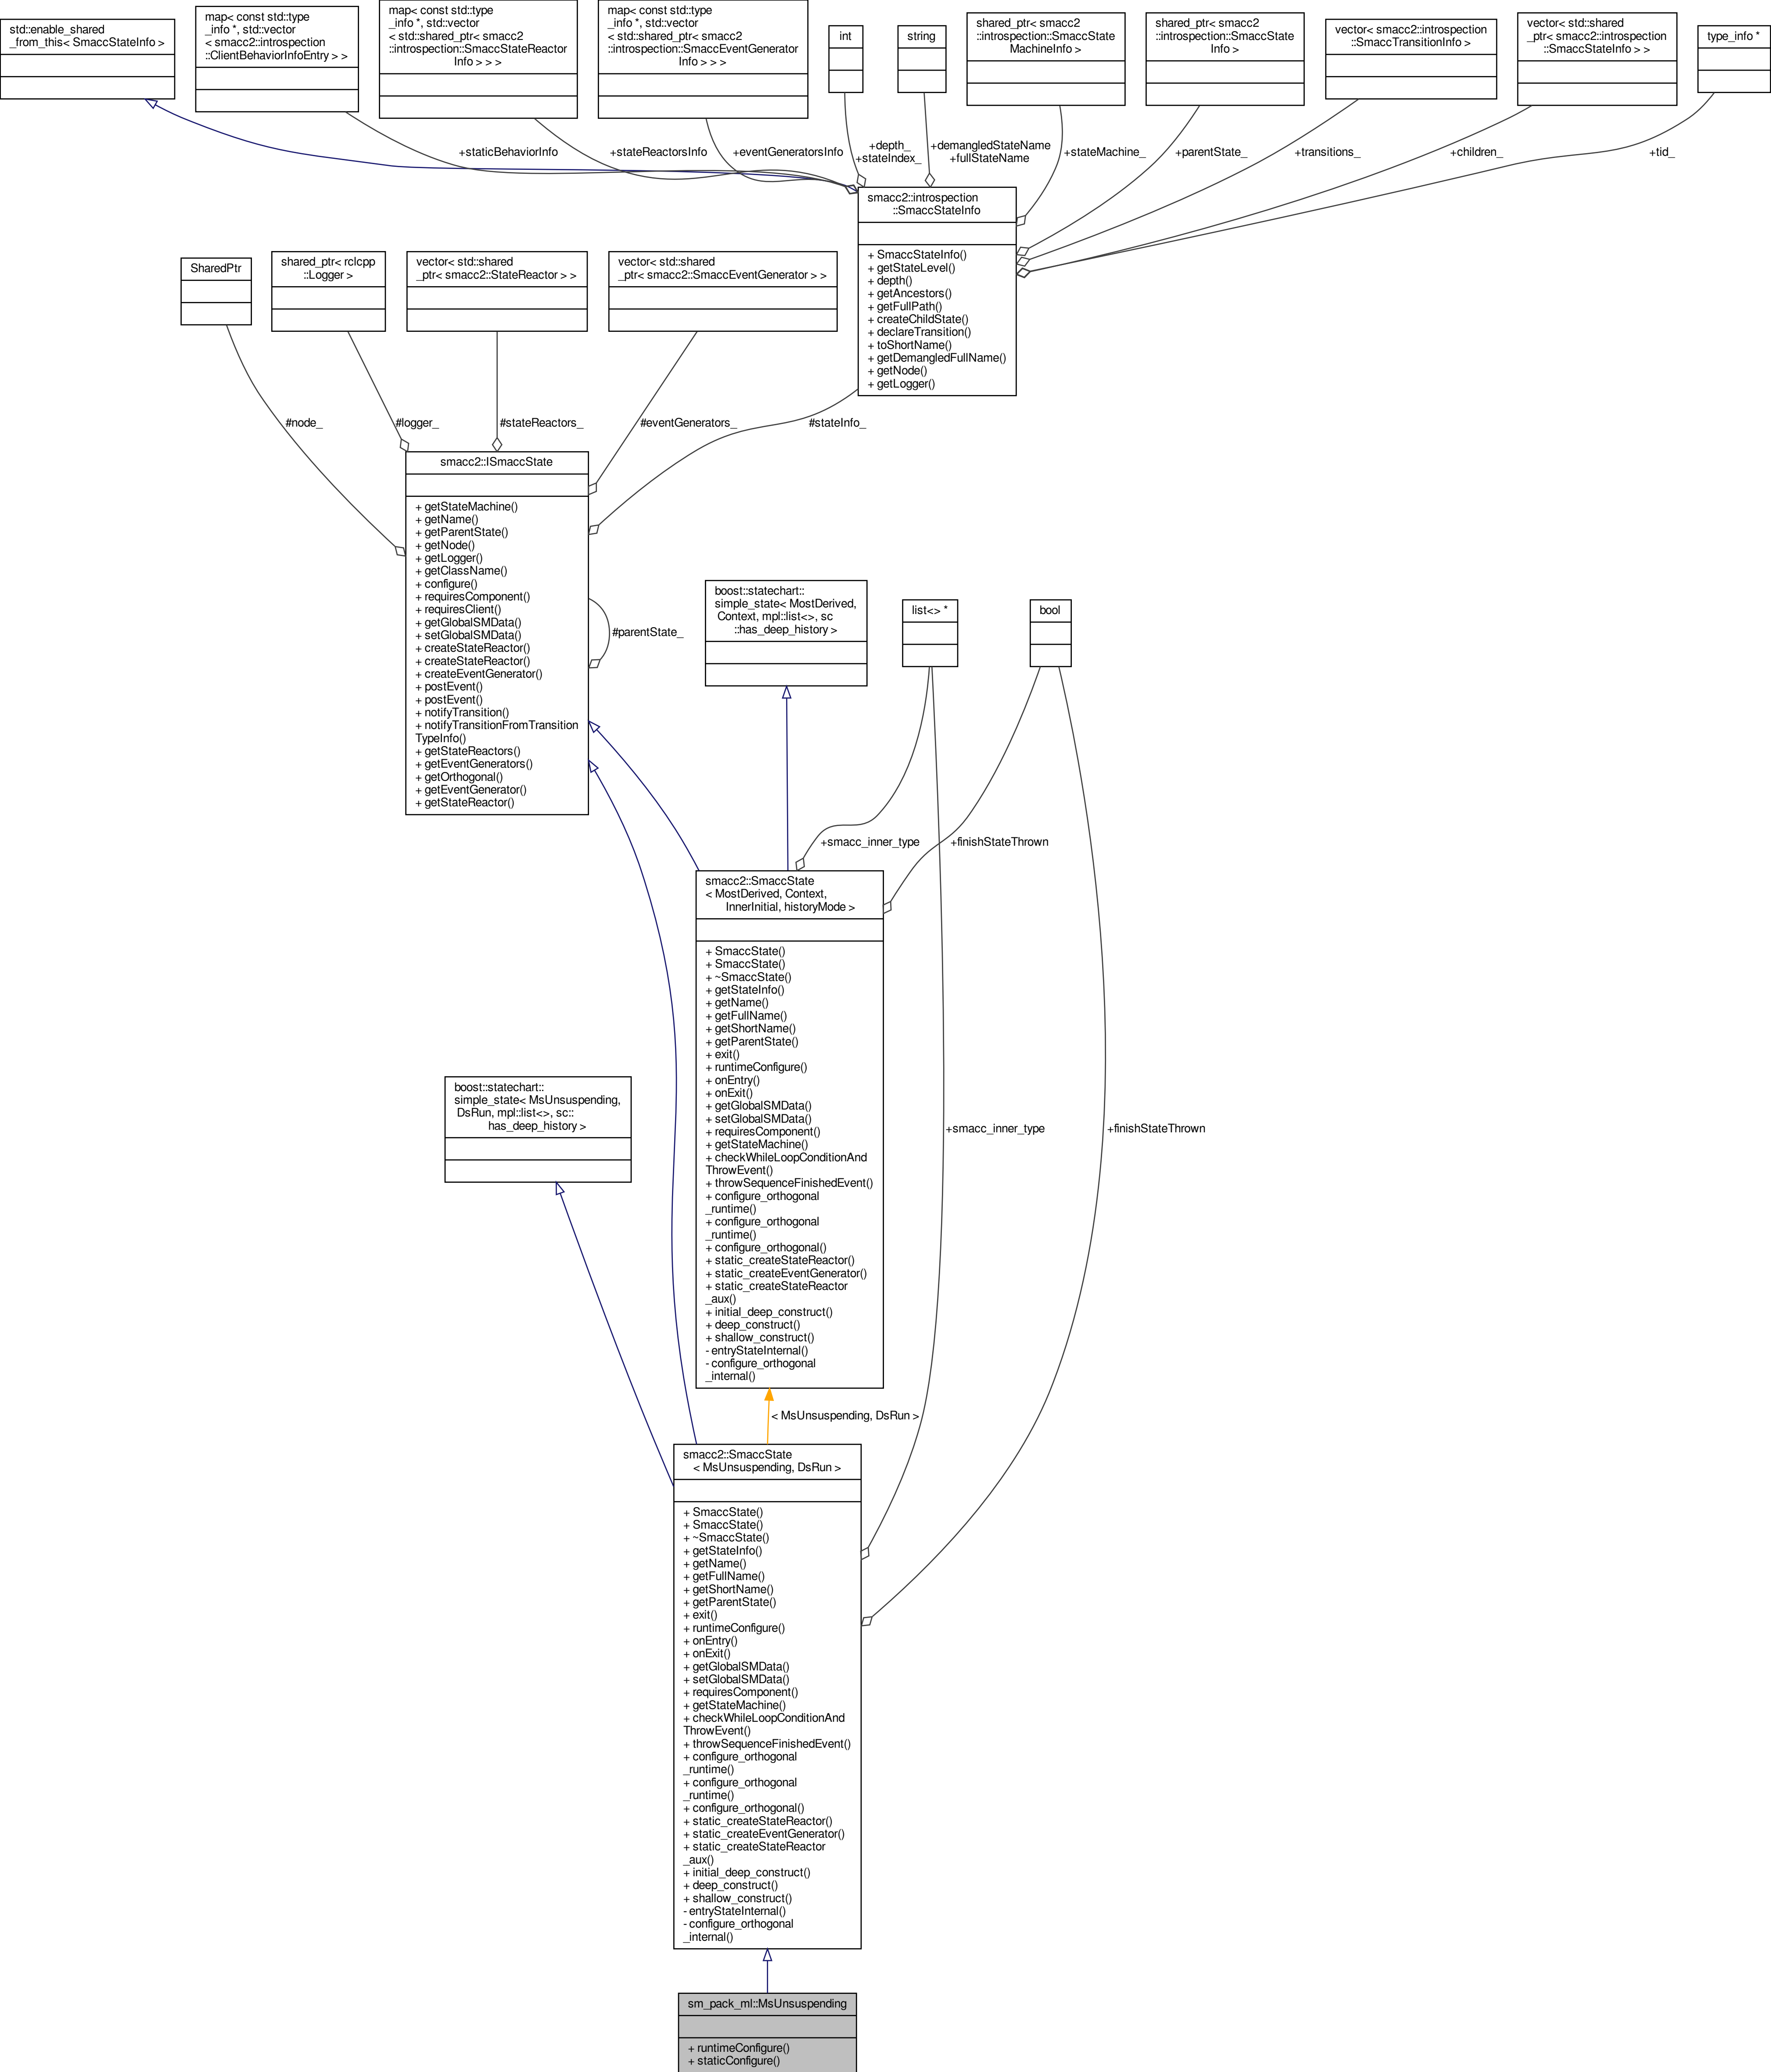 std::enable_shared
_from_this< SmaccStateInfo >
map< const std::type
_info *, std::vector
< smacc2::introspection
::ClientBehaviorInfoEntry > >
map< const std::type
_info *, std::vector
< std::shared_ptr< smacc2
::introspection::SmaccStateReactor
Info > > >
map< const std::type
_info *, std::vector
< std::shared_ptr< smacc2
::introspection::SmaccEventGenerator
Info > > >
int
string
shared_ptr< smacc2
::introspection::SmaccState
MachineInfo >
shared_ptr< smacc2
::introspection::SmaccState
Info >
vector< smacc2::introspection
::SmaccTransitionInfo >
vector< std::shared
_ptr< smacc2::introspection
::SmaccStateInfo > >
type_info *
+staticBehaviorInfo
+stateReactorsInfo
+eventGeneratorsInfo
+depth_
+stateIndex_
+demangledStateName
+fullStateName
+stateMachine_
+parentState_
+transitions_
+children_
+tid_
smacc2::introspection
::SmaccStateInfo
+ SmaccStateInfo()
+ getStateLevel()
+ depth()
+ getAncestors()
+ getFullPath()
+ createChildState()
+ declareTransition()
+ toShortName()
+ getDemangledFullName()
+ getNode()
+ getLogger()
SharedPtr
shared_ptr< rclcpp
::Logger >
vector< std::shared
_ptr< smacc2::StateReactor > >
vector< std::shared
_ptr< smacc2::SmaccEventGenerator > >
#node_
#logger_
#stateReactors_
#eventGenerators_
#stateInfo_
smacc2::ISmaccState
+ getStateMachine()
+ getName()
+ getParentState()
+ getNode()
+ getLogger()
+ getClassName()
+ configure()
+ requiresComponent()
+ requiresClient()
+ getGlobalSMData()
+ setGlobalSMData()
+ createStateReactor()
+ createStateReactor()
+ createEventGenerator()
+ postEvent()
+ postEvent()
+ notifyTransition()
+ notifyTransitionFromTransition
TypeInfo()
+ getStateReactors()
+ getEventGenerators()
+ getOrthogonal()
+ getEventGenerator()
+ getStateReactor()
#parentState_
boost::statechart::
simple_state< MostDerived,
Context, mpl::list<>, sc
::has_deep_history >
list<> *
bool
+smacc_inner_type
+finishStateThrown
smacc2::SmaccState
< MostDerived, Context,
InnerInitial, historyMode >
+ SmaccState()
+ SmaccState()
+ ~SmaccState()
+ getStateInfo()
+ getName()
+ getFullName()
+ getShortName()
+ getParentState()
+ exit()
+ runtimeConfigure()
+ onEntry()
+ onExit()
+ getGlobalSMData()
+ setGlobalSMData()
+ requiresComponent()
+ getStateMachine()
+ checkWhileLoopConditionAnd
ThrowEvent()
+ throwSequenceFinishedEvent()
+ configure_orthogonal
_runtime()
+ configure_orthogonal
_runtime()
+ configure_orthogonal()
+ static_createStateReactor()
+ static_createEventGenerator()
+ static_createStateReactor
_aux()
+ initial_deep_construct()
+ deep_construct()
+ shallow_construct()
- entryStateInternal()
- configure_orthogonal
_internal()
boost::statechart::
simple_state< MsUnsuspending,
DsRun, mpl::list<>, sc::
has_deep_history >
+smacc_inner_type
+finishStateThrown
< MsUnsuspending, DsRun >
smacc2::SmaccState
< MsUnsuspending, DsRun >
+ SmaccState()
+ SmaccState()
+ ~SmaccState()
+ getStateInfo()
+ getName()
+ getFullName()
+ getShortName()
+ getParentState()
+ exit()
+ runtimeConfigure()
+ onEntry()
+ onExit()
+ getGlobalSMData()
+ setGlobalSMData()
+ requiresComponent()
+ getStateMachine()
+ checkWhileLoopConditionAnd
ThrowEvent()
+ throwSequenceFinishedEvent()
+ configure_orthogonal
_runtime()
+ configure_orthogonal
_runtime()
+ configure_orthogonal()
+ static_createStateReactor()
+ static_createEventGenerator()
+ static_createStateReactor
_aux()
+ initial_deep_construct()
+ deep_construct()
+ shallow_construct()
- entryStateInternal()
- configure_orthogonal
_internal()
sm_pack_ml::MsUnsuspending
+ runtimeConfigure()
+ staticConfigure()